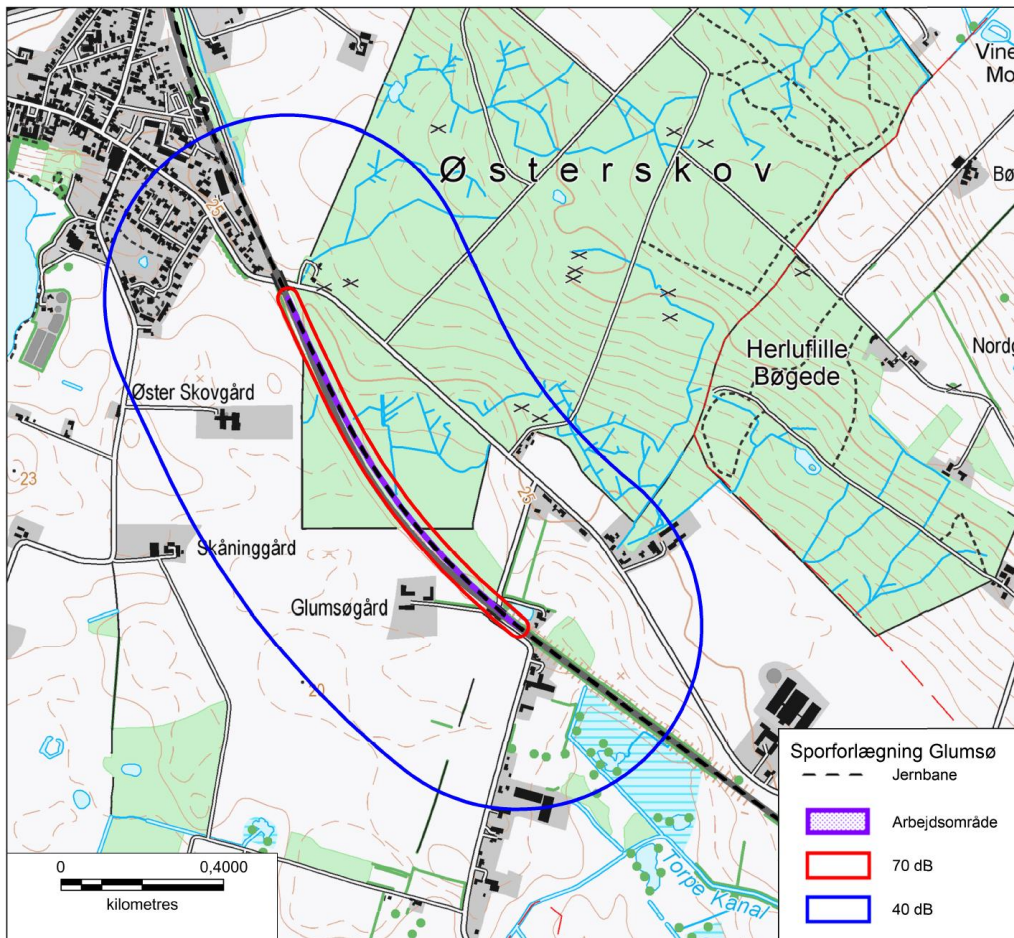 Vine
Mo
Østerskov
Bø
25
Herluflille
Bøgede
Nordg
Øster Skovgård
23
25
Skåninggård
Glumsøgård
20
Torpe Kanal
Sporforlægning Glumsø
Jernbane
Arbejdsområde
70 dB
40 dB
0 0,4000
kilometres